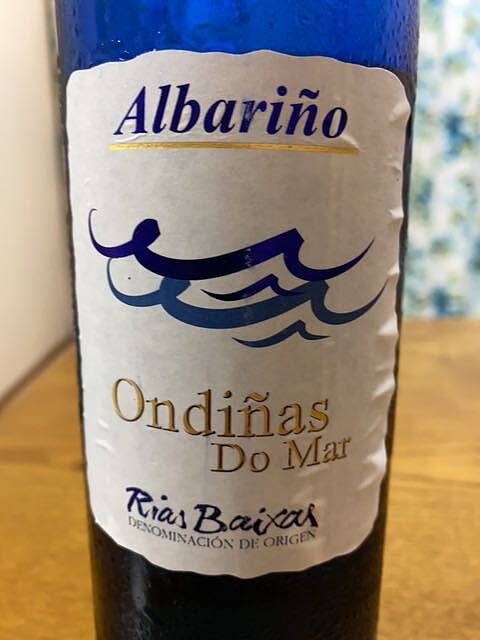 Albariño
Ondiñas
Do Mar
Rias Baixas
DENOMINACIÓN DE ORIGEN